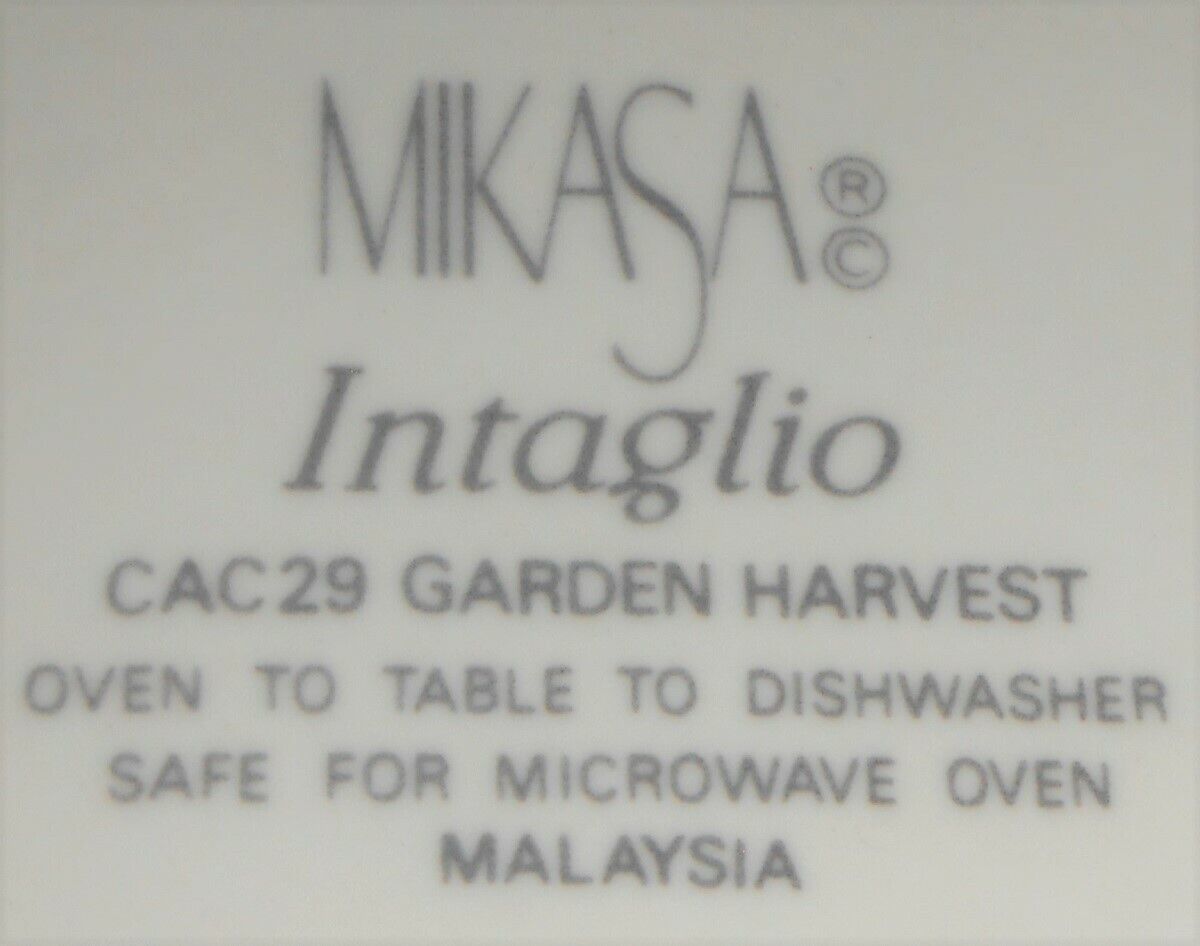 MIKASA ®
©
Intaglio
CAC29 GARDEN HARVEST
OVEN TO TABLE TO DISHWASHER
SAFE FOR MICROWAVE OVEN
MALAYSIA